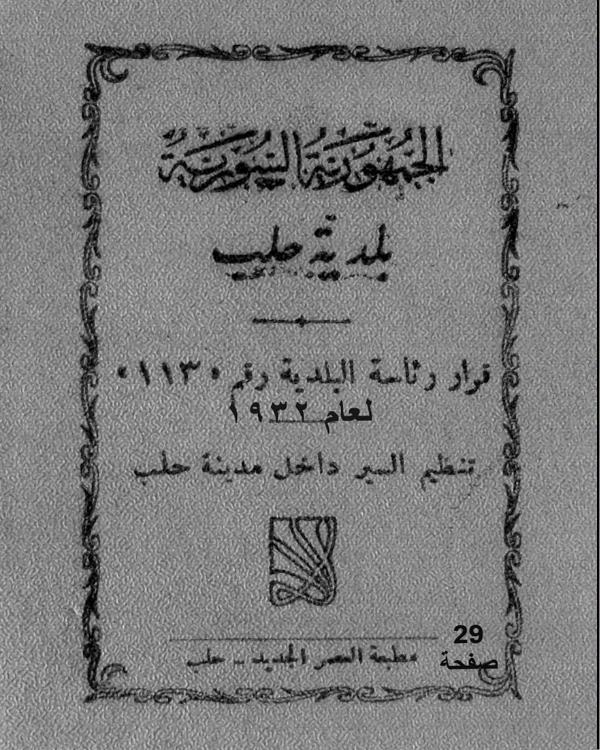 الجمهورية السورية
بلدية حلب
قرار رئاسة البلدية رقم «١١٣»
لعام ١٩٣٢
تنظيم السير داخل مدينة حلب
مطبعة العصر الجديد - حلب
29
صفحة